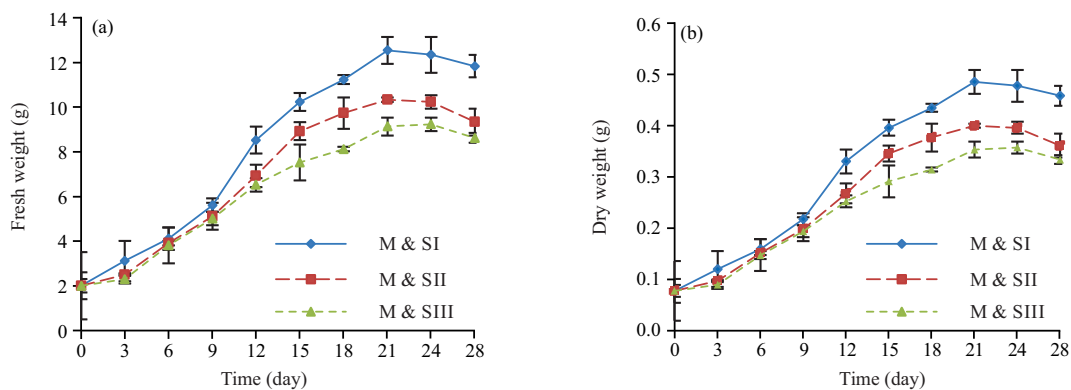 (a)
Fresh weight (g)
14
12
10
8
6
4
2
0
M & SI
M & SII
M & SIII
0 3 6 9 12 15 18 21 24 28
Time (day)
(b)
Dry weight (g)
0.6
0.5
0.4
0.3
0.2
0.1
0.0
M & SI
M & SII
M & SIII
0 3 6 9 12 15 18 21 24 28
Time (day)